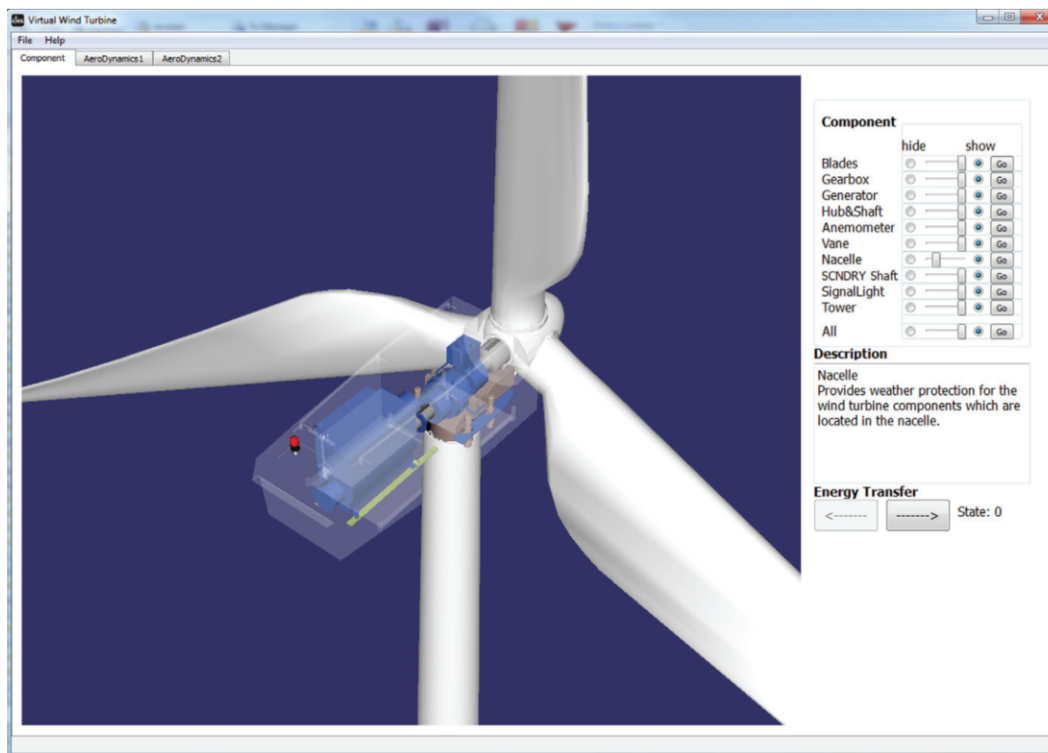 Virtual Wind Turbine
File Help
Component AeroDynamics1 AeroDynamics2
Component
hide show
Blades Go
Gearbox Go
Generator Go
Hub&Shaft Go
Anemometer Go
Vane Go
Nacelle Go
SCNDRY Shaft Go
SignalLight Go
Tower Go
All Go
Description
Nacelle
Provides weather protection for the
wind turbine components which are
located in the nacelle.
Energy Transfer
<------- -------> State: 0